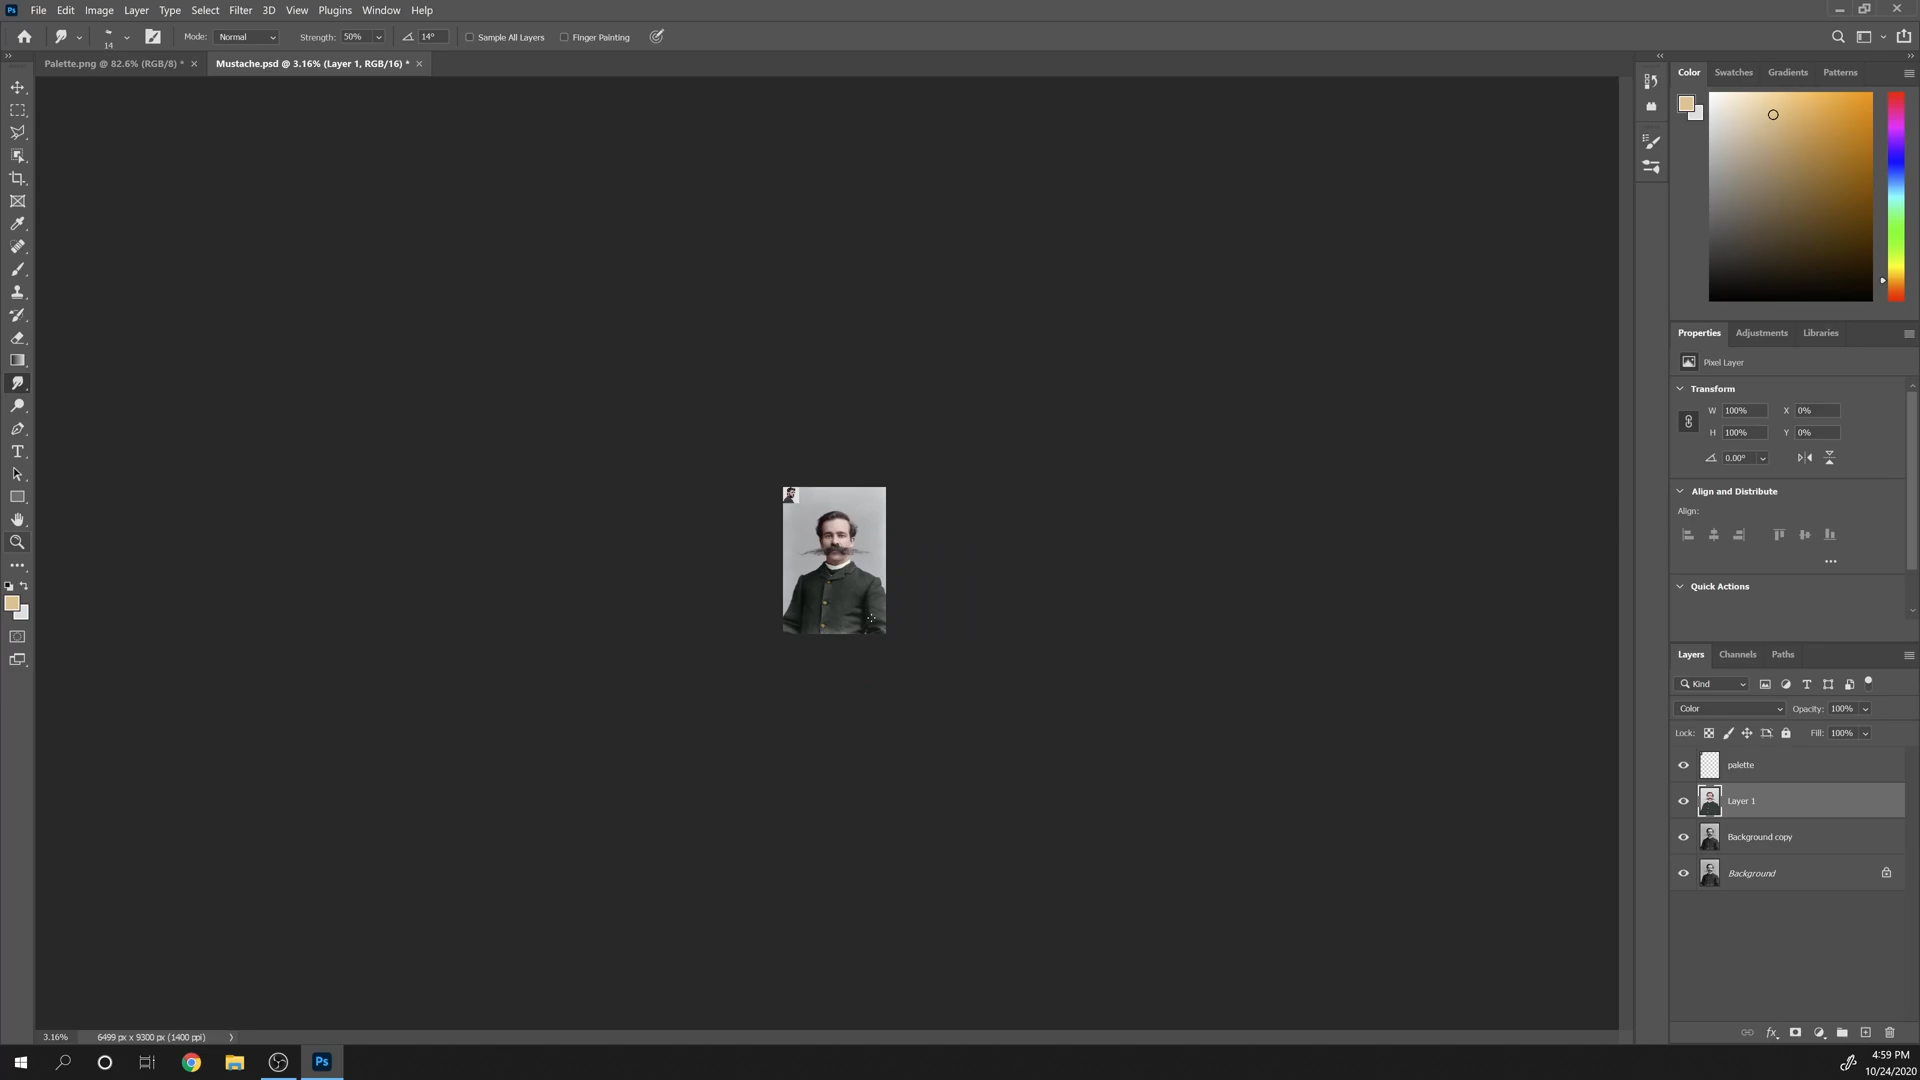 Ps File Edit Image Layer Type Select Filter 3D View Plugins Window Help
14 Mode: Normal Strength: 50% 14° Sample All Layers Finger Painting
Palette.png @ 82.6% (RGB/8) * × Mustache.psd @ 3.16% (Layer 1, RGB/16) * ×
Color Swatches Gradients Patterns
Properties Adjustments Libraries
Pixel Layer
Transform
W 100% X 0%
H 100% Y 0%
0.00°
Align and Distribute
Align:
Quick Actions
Layers Channels Paths
Kind
Color Opacity: 100%
Lock: Fill: 100%
palette
Layer 1
Background copy
Background
fx
3.16% 6499 px x 9300 px (1400 ppi)
Ps
4:59 PM
10/24/2020